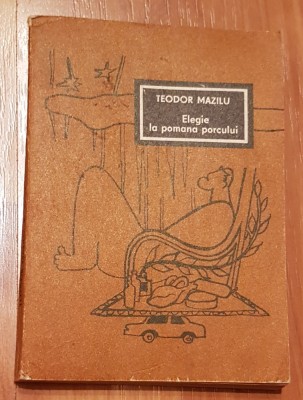 TEODOR MAZILU
Elegie
la pomana porcului